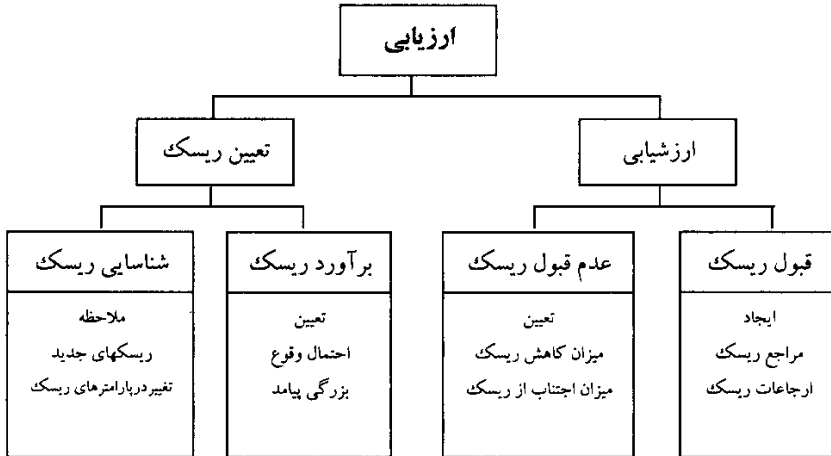 ارزیابی
ارزشیابی
تعیین ریسک
قبول ریسک
ایجاد
مراجع ریسک
ارجاعات ریسک
عدم قبول ریسک
تعیین
میزان کاهش ریسک
میزان اجتناب از ریسک
برآورد ریسک
تعیین
احتمال وقوع
بزرگی پیامد
شناسایی ریسک
ملاحظه
ریسکهای جدید
تغییردرپارامترهای ریسک